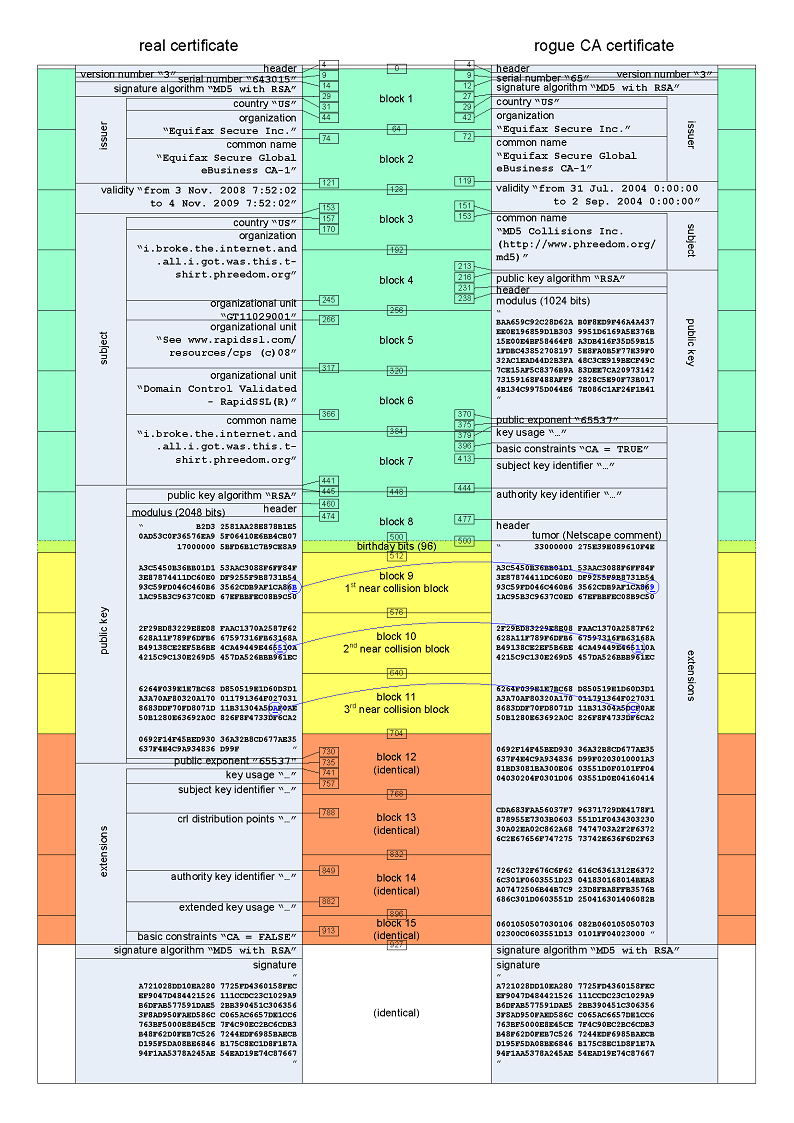 real certificate
header
version number “3”
serial number “643015”
signature algorithm “MD5 with RSA”
issuer
country “US”
organization
“Equifax Secure Inc.”
common name
“Equifax Secure Global
eBusiness CA-1”
validity “from 3 Nov. 2008 7:52:02
to 4 Nov. 2009 7:52:02”
subject
country “US”
organization
“i.broke.the.internet.and
.all.i.got.was.this.t-
shirt.phreedom.org”
organizational unit
“GT11029001”
organizational unit
“See www.rapidssl.com/
resources/cps (c)08”
organizational unit
“Domain Control Validated
- RapidSSL(R)”
common name
“i.broke.the.internet.and
.all.i.got.was.this.t-
shirt.phreedom.org”
public key
public key algorithm “RSA”
header
modulus (2048 bits)
“ B2D3 2581AA28E878B1E5
0AD53C0F36576EA9 5F06410E6BB4CB07
17000000 5BFD6B1C7B9CE8A9
A3C5450B36BB01D1 53AAC3088F6FF84F
3E87874411DC60E0 DF9255F9B8731B54
93C59FD046C460B6 3562CDB9AF1CA86B
1AC95B3C9637C0ED 67EFBBFEC08B9C50
2F29BD83229E8E08 FAAC1370A2587F62
628A11F789F6DFB6 67597316FB63168A
B49138CE2EF5B6BE 4CA49449E465510A
4215C9C130E269D5 457DA526BBB961EC
6264F039E1E7BC68 D850519E1D60D3D1
A3A70AF80320A170 011791364F027031
8683DDF70FD8071D 11B31304A5DAF0AE
50B1280E63692A0C 826F8F4733DF6CA2
0692F14F45BED930 36A32B8CD677AE35
637F4E4C9A934836 D99F ”
public exponent “65537”
extensions
key usage “…”
subject key identifier “…”
crl distribution points “…”
authority key identifier “…”
extended key usage “…”
basic constraints “CA = FALSE”
signature algorithm “MD5 with RSA”
signature
“
A721028DD10EA280 7725FD4360158FEC
EF9047D484421526 111CCDC23C1029A9
B6DFAB577591DAE5 2BB390451C306356
3F8AD950FAED586C C065AC6657DE1CC6
763BF5000E8E45CE 7F4C90EC2BC6CDB3
B48F62D0FEB7C526 7244EDF6985BAECB
D195F5DA08BE6846 B175C8EC1D8F1E7A
94F1AA5378A245AE 54EAD19E74C87667
”
4
9
14
29
31
44
74
121
153
157
170
245
266
317
366
441
445
460
474
730
735
741
757
788
849
882
913
0
block 1
64
block 2
128
block 3
192
block 4
256
block 5
320
block 6
384
block 7
448
block 8
500
birthday bits (96)
512
block 9
1st near collision block
576
block 10
2nd near collision block
640
block 11
3rd near collision block
704
block 12
(identical)
768
block 13
(identical)
832
block 14
(identical)
896
block 15
(identical)
927
(identical)
4
9
12
27
29
42
72
119
151
153
213
216
231
238
370
375
379
396
413
444
477
500
rogue CA certificate
header
version number “3”
serial number “65”
signature algorithm “MD5 with RSA”
issuer
country “US”
organization
“Equifax Secure Inc.”
common name
“Equifax Secure Global
eBusiness CA-1”
validity “from 31 Jul. 2004 0:00:00
to 2 Sep. 2004 0:00:00”
subject
common name
“MD5 Collisions Inc.
(http://www.phreedom.org/
md5)”
public key
public key algorithm “RSA”
header
modulus (1024 bits)
“
BAA659C92C28D62A B0F8ED9F46A4A437
EE0E196859D1B303 9951D6169A5E376B
15E00E4BF58464F8 A3DB416F35D59B15
1FDBC43852708197 5E8FA0B5F77E39F0
32AC1EAD44D2B3FA 48C3CE919BECF49C
7CE15AF5C8376B9A 83DEE7CA20973142
73159168F488AFF9 2828C5E90F73B017
4B134C9975D044E6 7E086C1AF24F1B41
”
public exponent “65537”
extensions
key usage “…”
basic constraints “CA = TRUE”
subject key identifier “…”
authority key identifier “…”
header
tumor (Netscape comment)
“ 33000000 275E39E089610F4E
A3C5450B36BB01D1 53AAC3088F6FF84F
3E87874411DC60E0 DF9255F9B8731B54
93C59FD046C460B6 3562CDB9AF1CA869
1AC95B3C9637C0ED 67EFBBFEC08B9C50
2F29BD83229E8E08 FAAC1370A2587F62
628A11F789F6DFB6 67597316FB63168A
B49138CE2EF5B6BE 4CA49449E465110A
4215C9C130E269D5 457DA526BBB961EC
6264F039E1E7BC68 D850519E1D60D3D1
A3A70AF80320A170 011791364F027031
8683DDF70FD8071D 11B31304A5DCF0AE
50B1280E63692A0C 826F8F4733DF6CA2
0692F14F45BED930 36A32B8CD677AE35
637F4E4C9A934836 D99F0203010001A3
81BD3081BA300E06 03551D0F0101FF04
04030204F0301D06 03551D0E04160414
CDA683FAA56037F7 96371729DE4178F1
878955E7303B0603 551D1F0434303230
30A02EA02C862A68 7474703A2F2F6372
6C2E67656F747275 73742E636F6D2F63
726C732F676C6F62 616C6361312E6372
6C301F0603551D23 041830168014BEA8
A07472506B44B7C9 23D8FBA8FFB3576B
686C301D0603551D 250416301406082B
0601050507030106 082B060105050703
02300C0603551D13 0101FF04023000 ”
signature algorithm “MD5 with RSA”
signature
“
A721028DD10EA280 7725FD4360158FEC
EF9047D484421526 111CCDC23C1029A9
B6DFAB577591DAE5 2BB390451C306356
3F8AD950FAED586C C065AC6657DE1CC6
763BF5000E8E45CE 7F4C90EC2BC6CDB3
B48F62D0FEB7C526 7244EDF6985BAECB
D195F5DA08BE6846 B175C8EC1D8F1E7A
94F1AA5378A245AE 54EAD19E74C87667
”